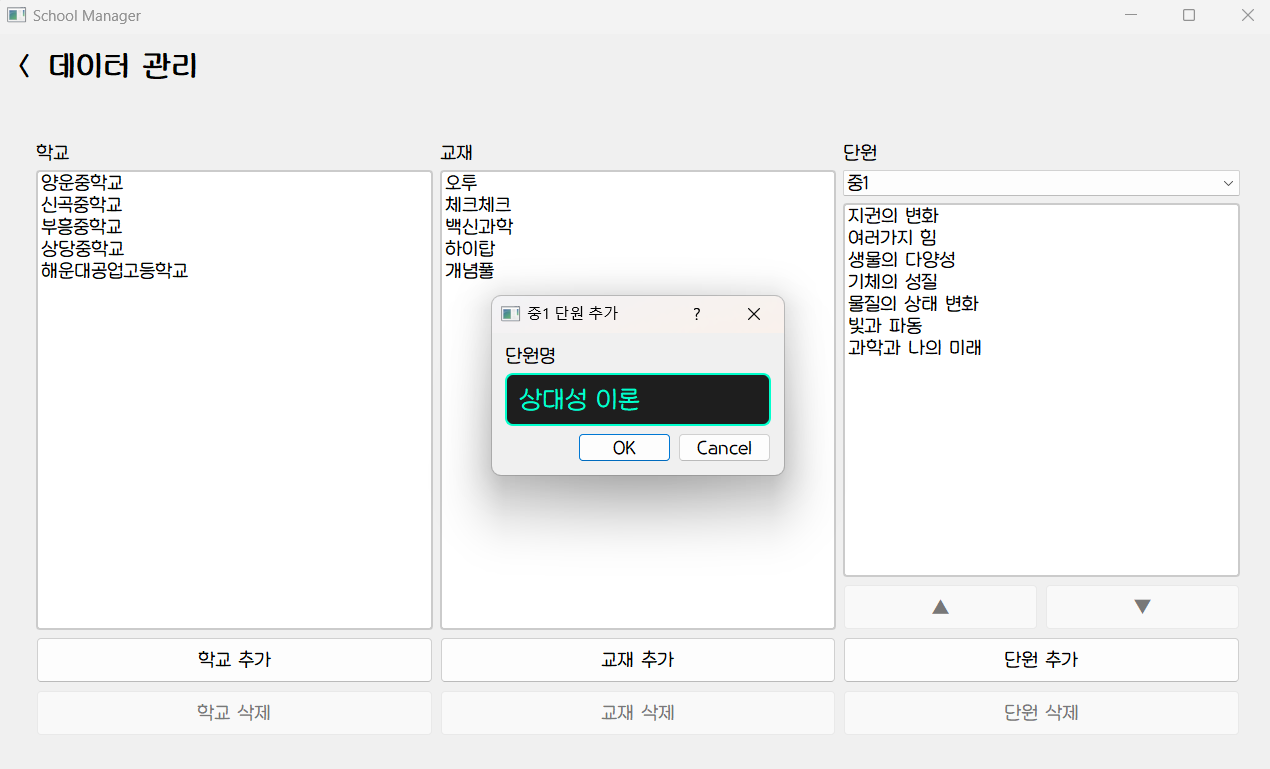 School Manager
데이터 관리
학교
양운중학교
신곡중학교
부흥중학교
상당중학교
해운대공업고등학교
학교 추가
학교 삭제
교재
오투
체크체크
백신과학
하이탑
개념풀
교재 추가
교재 삭제
단원
중1
지권의 변화
여러가지 힘
생물의 다양성
기체의 성질
물질의 상태 변화
빛과 파동
과학과 나의 미래
▲ ▼
단원 추가
단원 삭제
중1 단원 추가 ?
단원명
상대성 이론
OK Cancel